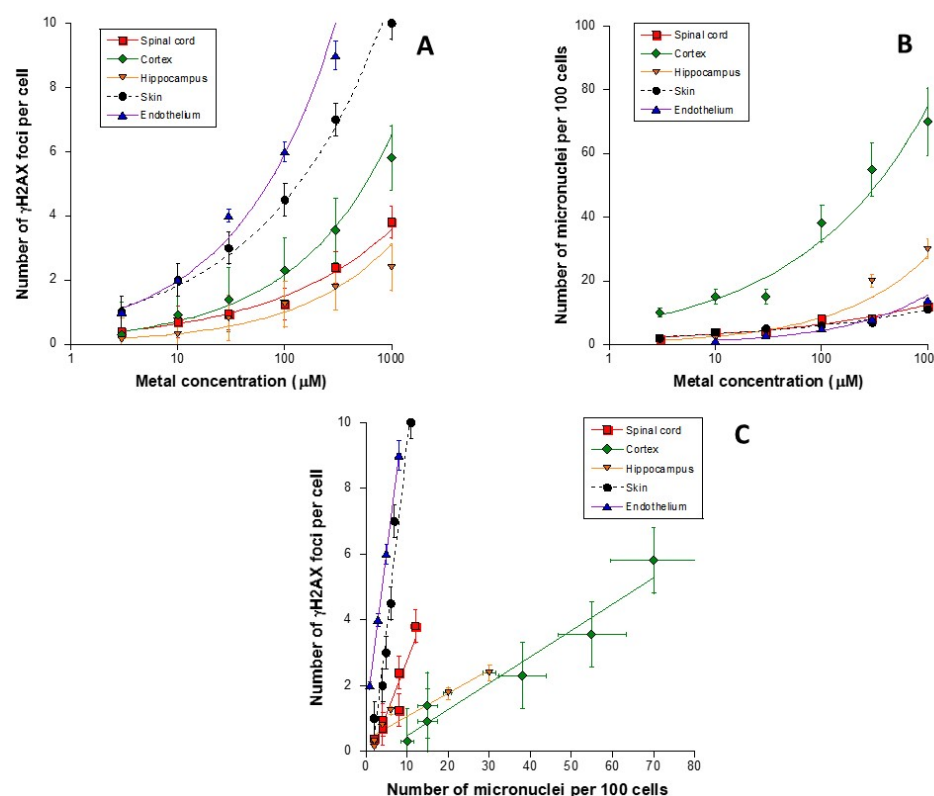 A
Spinal cord
Cortex
Hippocampus
Skin
Endothelium
Number of γH2AX foci per cell
10
8
6
4
2
0
1
10
100
1000
Metal concentration (μM)
B
Spinal cord
Cortex
Hippocampus
Skin
Endothelium
Number of micronuclei per 100 cells
100
80
60
40
20
0
1
10
100
100
Metal concentration (μM)
C
Spinal cord
Cortex
Hippocampus
Skin
Endothelium
Number of γH2AX foci per cell
10
8
6
4
2
0
0
10
20
30
40
50
60
70
80
Number of micronuclei per 100 cells